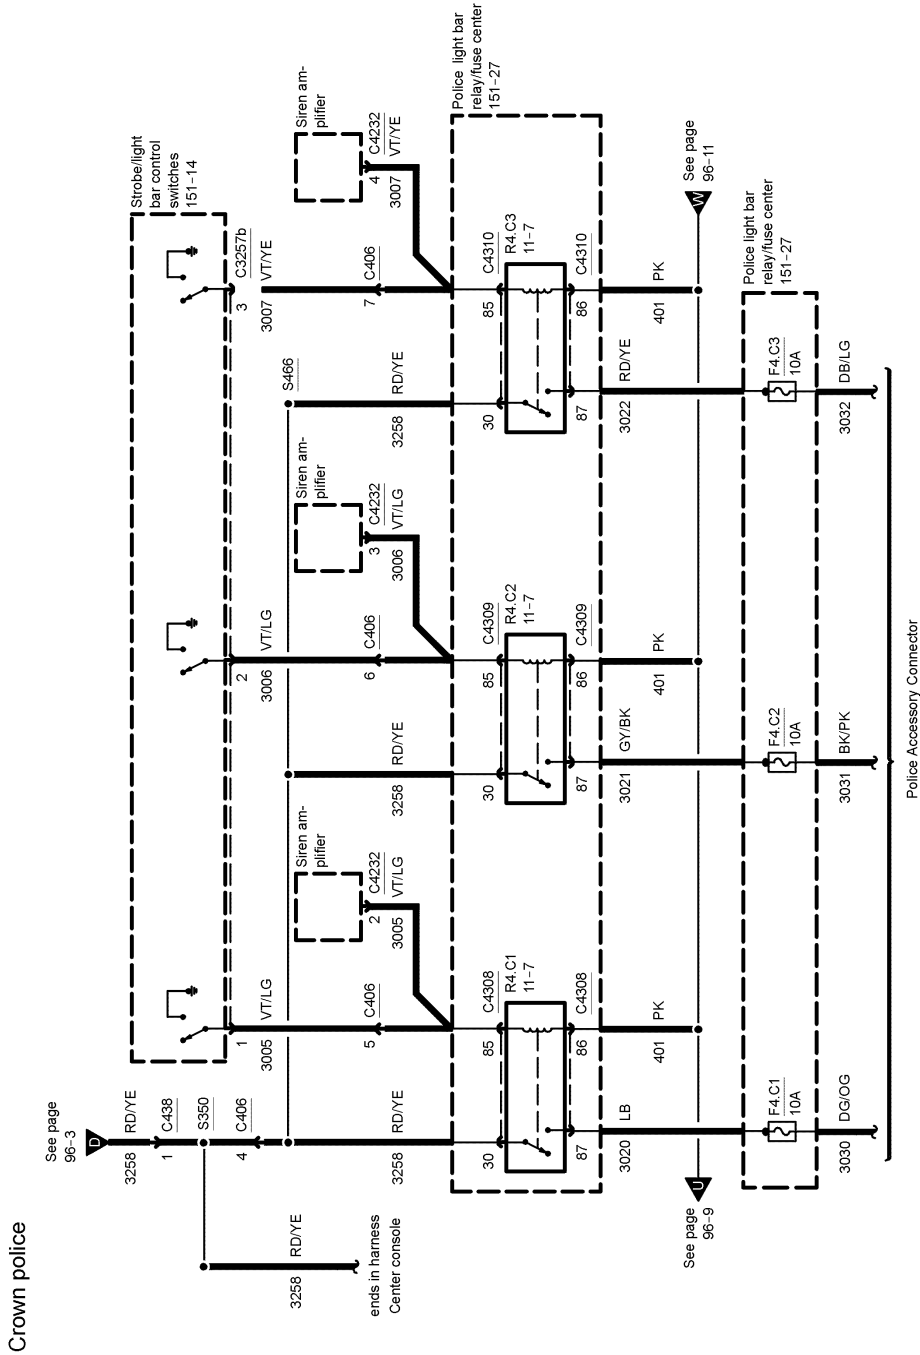 Crown police
See page
96-3
D
3258
RD/YE
1
C438
S350
4
C406
3258
RD/YE
ends in harness
Center console
3258
RD/YE
Strobe/light
bar control
switches
151-14
1
3005
VT/LG
5
C406
2
3006
VT/LG
6
C406
3
C3257b
3007
VT/YE
7
C406
S466
3258
RD/YE
3258
RD/YE
Siren am-
plifier
2
C4232
3005
VT/LG
Siren am-
plifier
3
C4232
3006
VT/LG
Siren am-
plifier
4
C4232
3007
VT/YE
Police light bar
relay/fuse center
151-27
30
85
C4308
R4.C1
11-7
87
86
C4308
30
85
C4309
R4.C2
11-7
87
86
C4309
30
85
C4310
R4.C3
11-7
87
86
C4310
3020
LB
401
PK
3021
GY/BK
401
PK
3022
RD/YE
401
PK
See page
96-9
U
W
See page
96-11
Police light bar
relay/fuse center
151-27
F4.C1
10A
F4.C2
10A
F4.C3
10A
3030
DG/OG
3031
BK/PK
3032
DB/LG
Police Accessory Connector